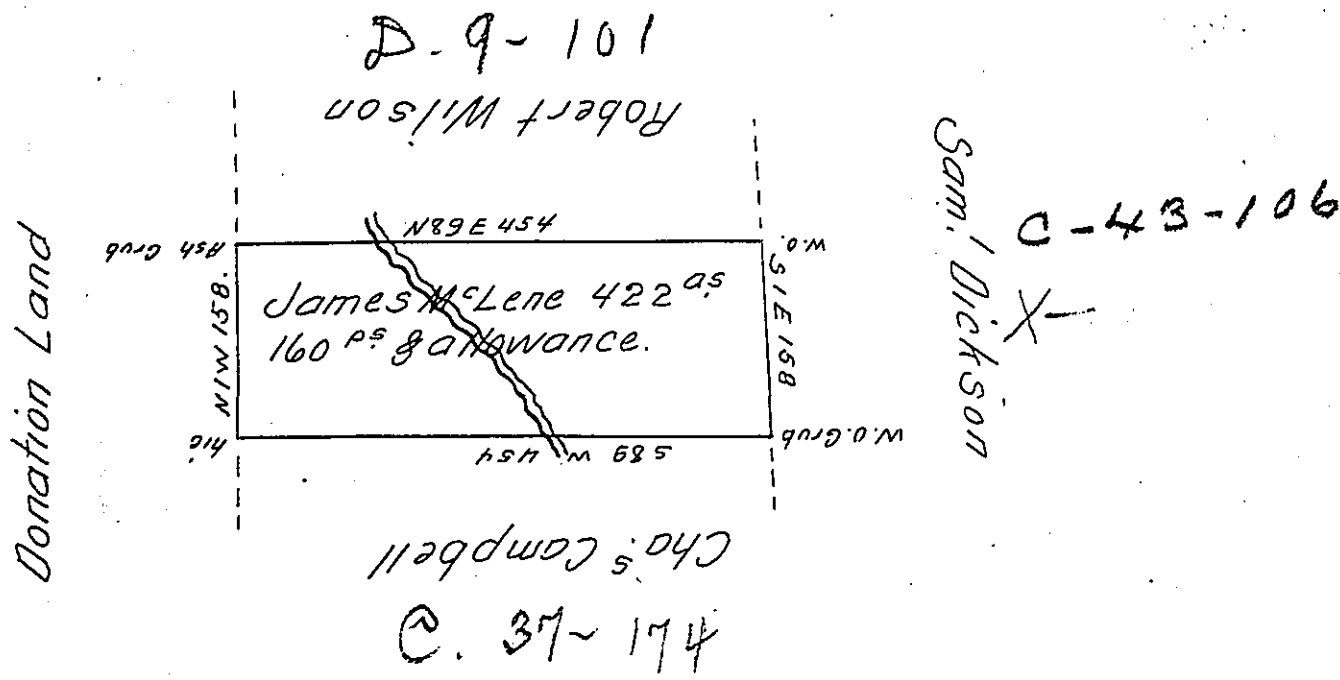 D. 9 - 101
Robert Wilson
N89E 454
Ash Grub
W.O.
James McLene 422 as
160 ps & allowance.
N1W 158.
S1E 158
Donation Land
Sam.l Dickson
C-43-106
X-
hic
W.O. Grub
S89 W 454
Cha.s Campbell
C. 37~ 174